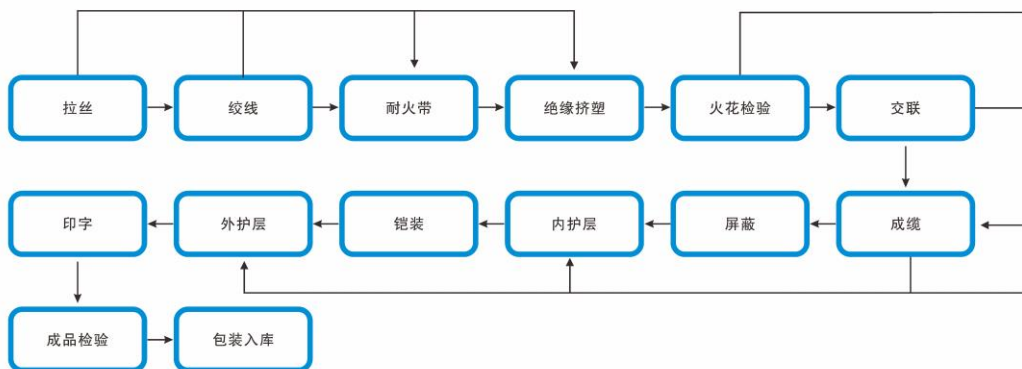 拉丝
绞线
耐火带
绝缘挤塑
火花检验
交联
印字
外护层
铠装
内护层
屏蔽
成缆
成品检验
包装入库